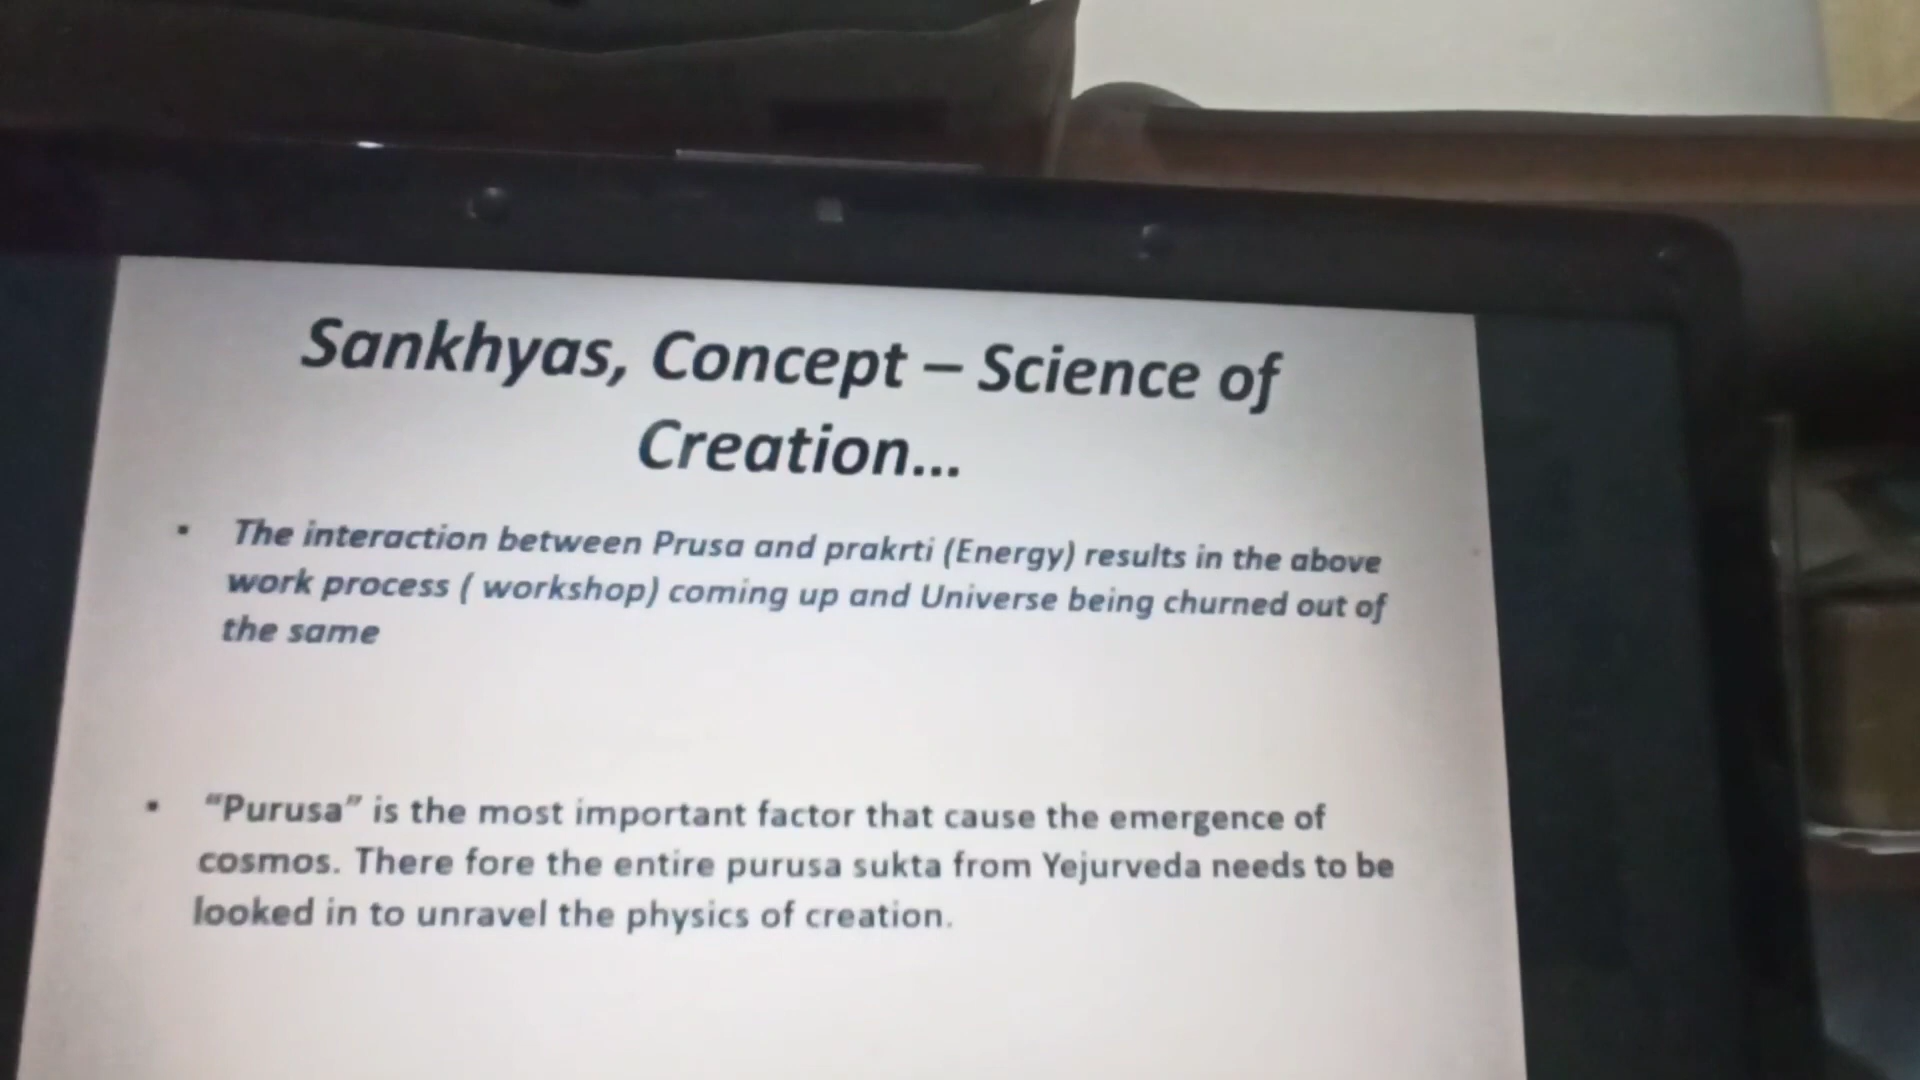 Sankhyas, Concept – Science of
Creation...
▪ The interaction between Prusa and prakrti (Energy) results in the above
work process ( workshop) coming up and Universe being churned out of
the same
▪ “Purusa” is the most important factor that cause the emergence of
cosmos. There fore the entire purusa sukta from Yejurveda needs to be
looked in to unravel the physics of creation.